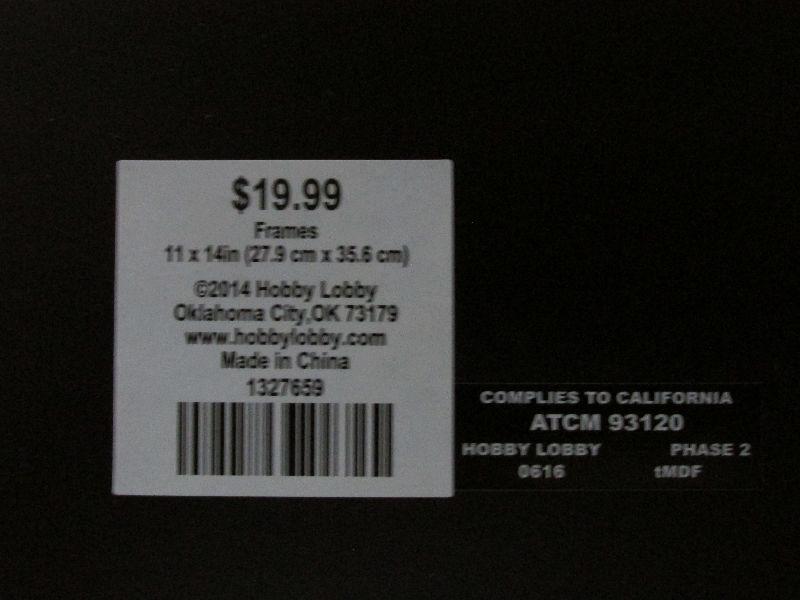 $19.99
Frames
11 x 14in (27.9 cm x 35.6 cm)
©2014 Hobby Lobby
Oklahoma City,OK 73179
www.hobbylobby.com
Made in China
1327659
COMPLIES TO CALIFORNIA
ATCM 93120
HOBBY LOBBY PHASE 2
0616 tMDF